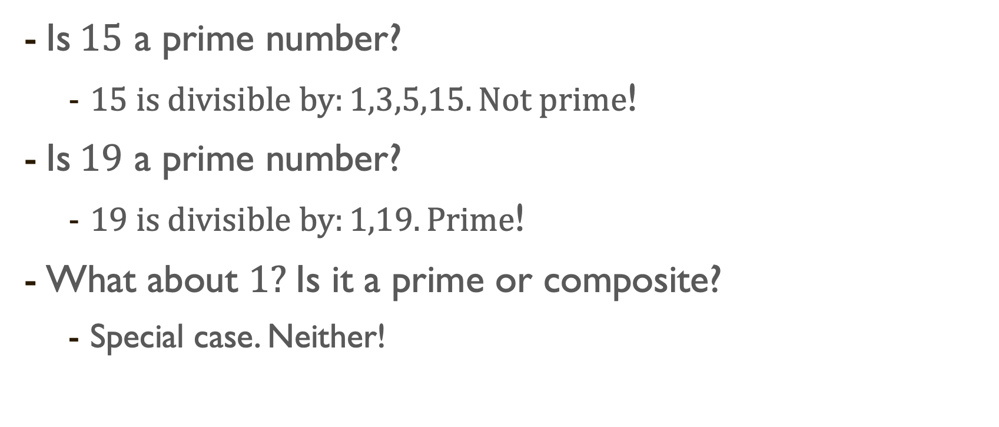 - Is 15 a prime number?
- 15 is divisible by: 1,3,5,15. Not prime!
- Is 19 a prime number?
- 19 is divisible by: 1,19. Prime!
- What about 1? Is it a prime or composite?
- Special case. Neither!